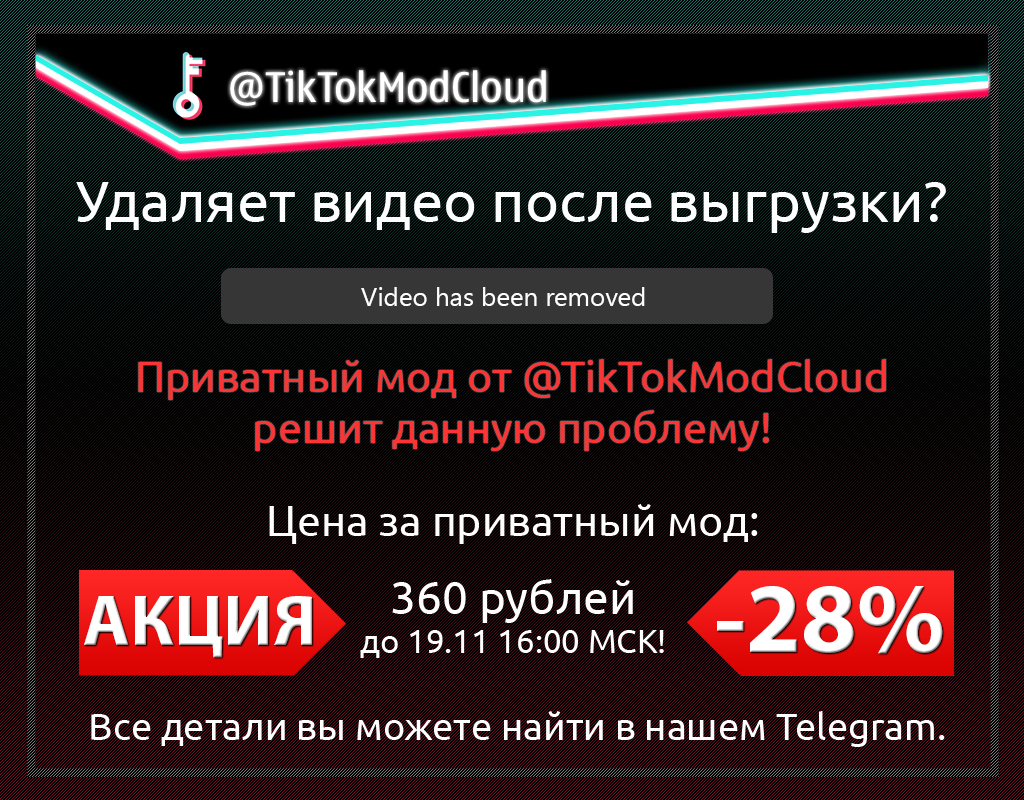 @TikTokModCloud
Удаляет видео после выгрузки?
Video has been removed
Приватный мод от @TikTokModCloud
решит данную проблему!
Цена за приватный мод:
АКЦИЯ
360 рублей
до 19.11 16:00 МСК!
-28%
Все детали вы можете найти в нашем Telegram.